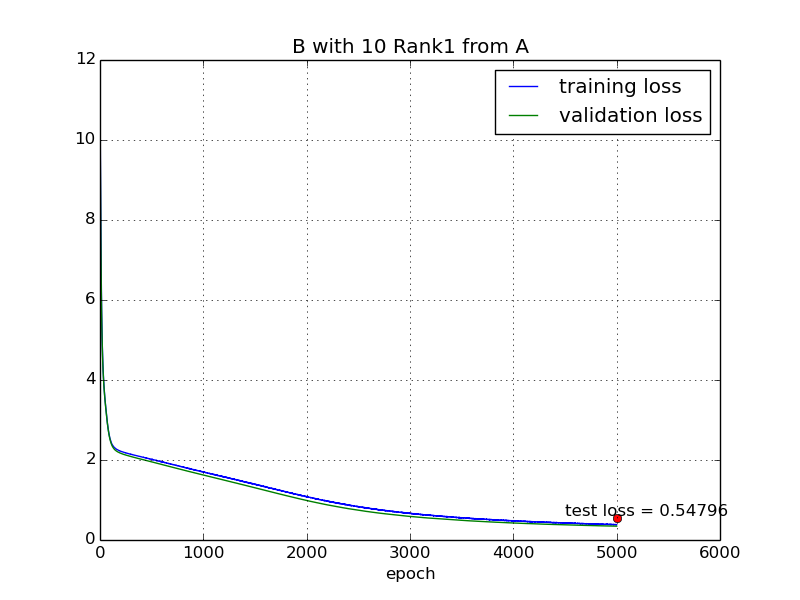 B with 10 Rank1 from A
12
10
8
6
4
2
0
training loss
validation loss
test loss = 0.54796
0 1000 2000 3000 4000 5000 6000
epoch